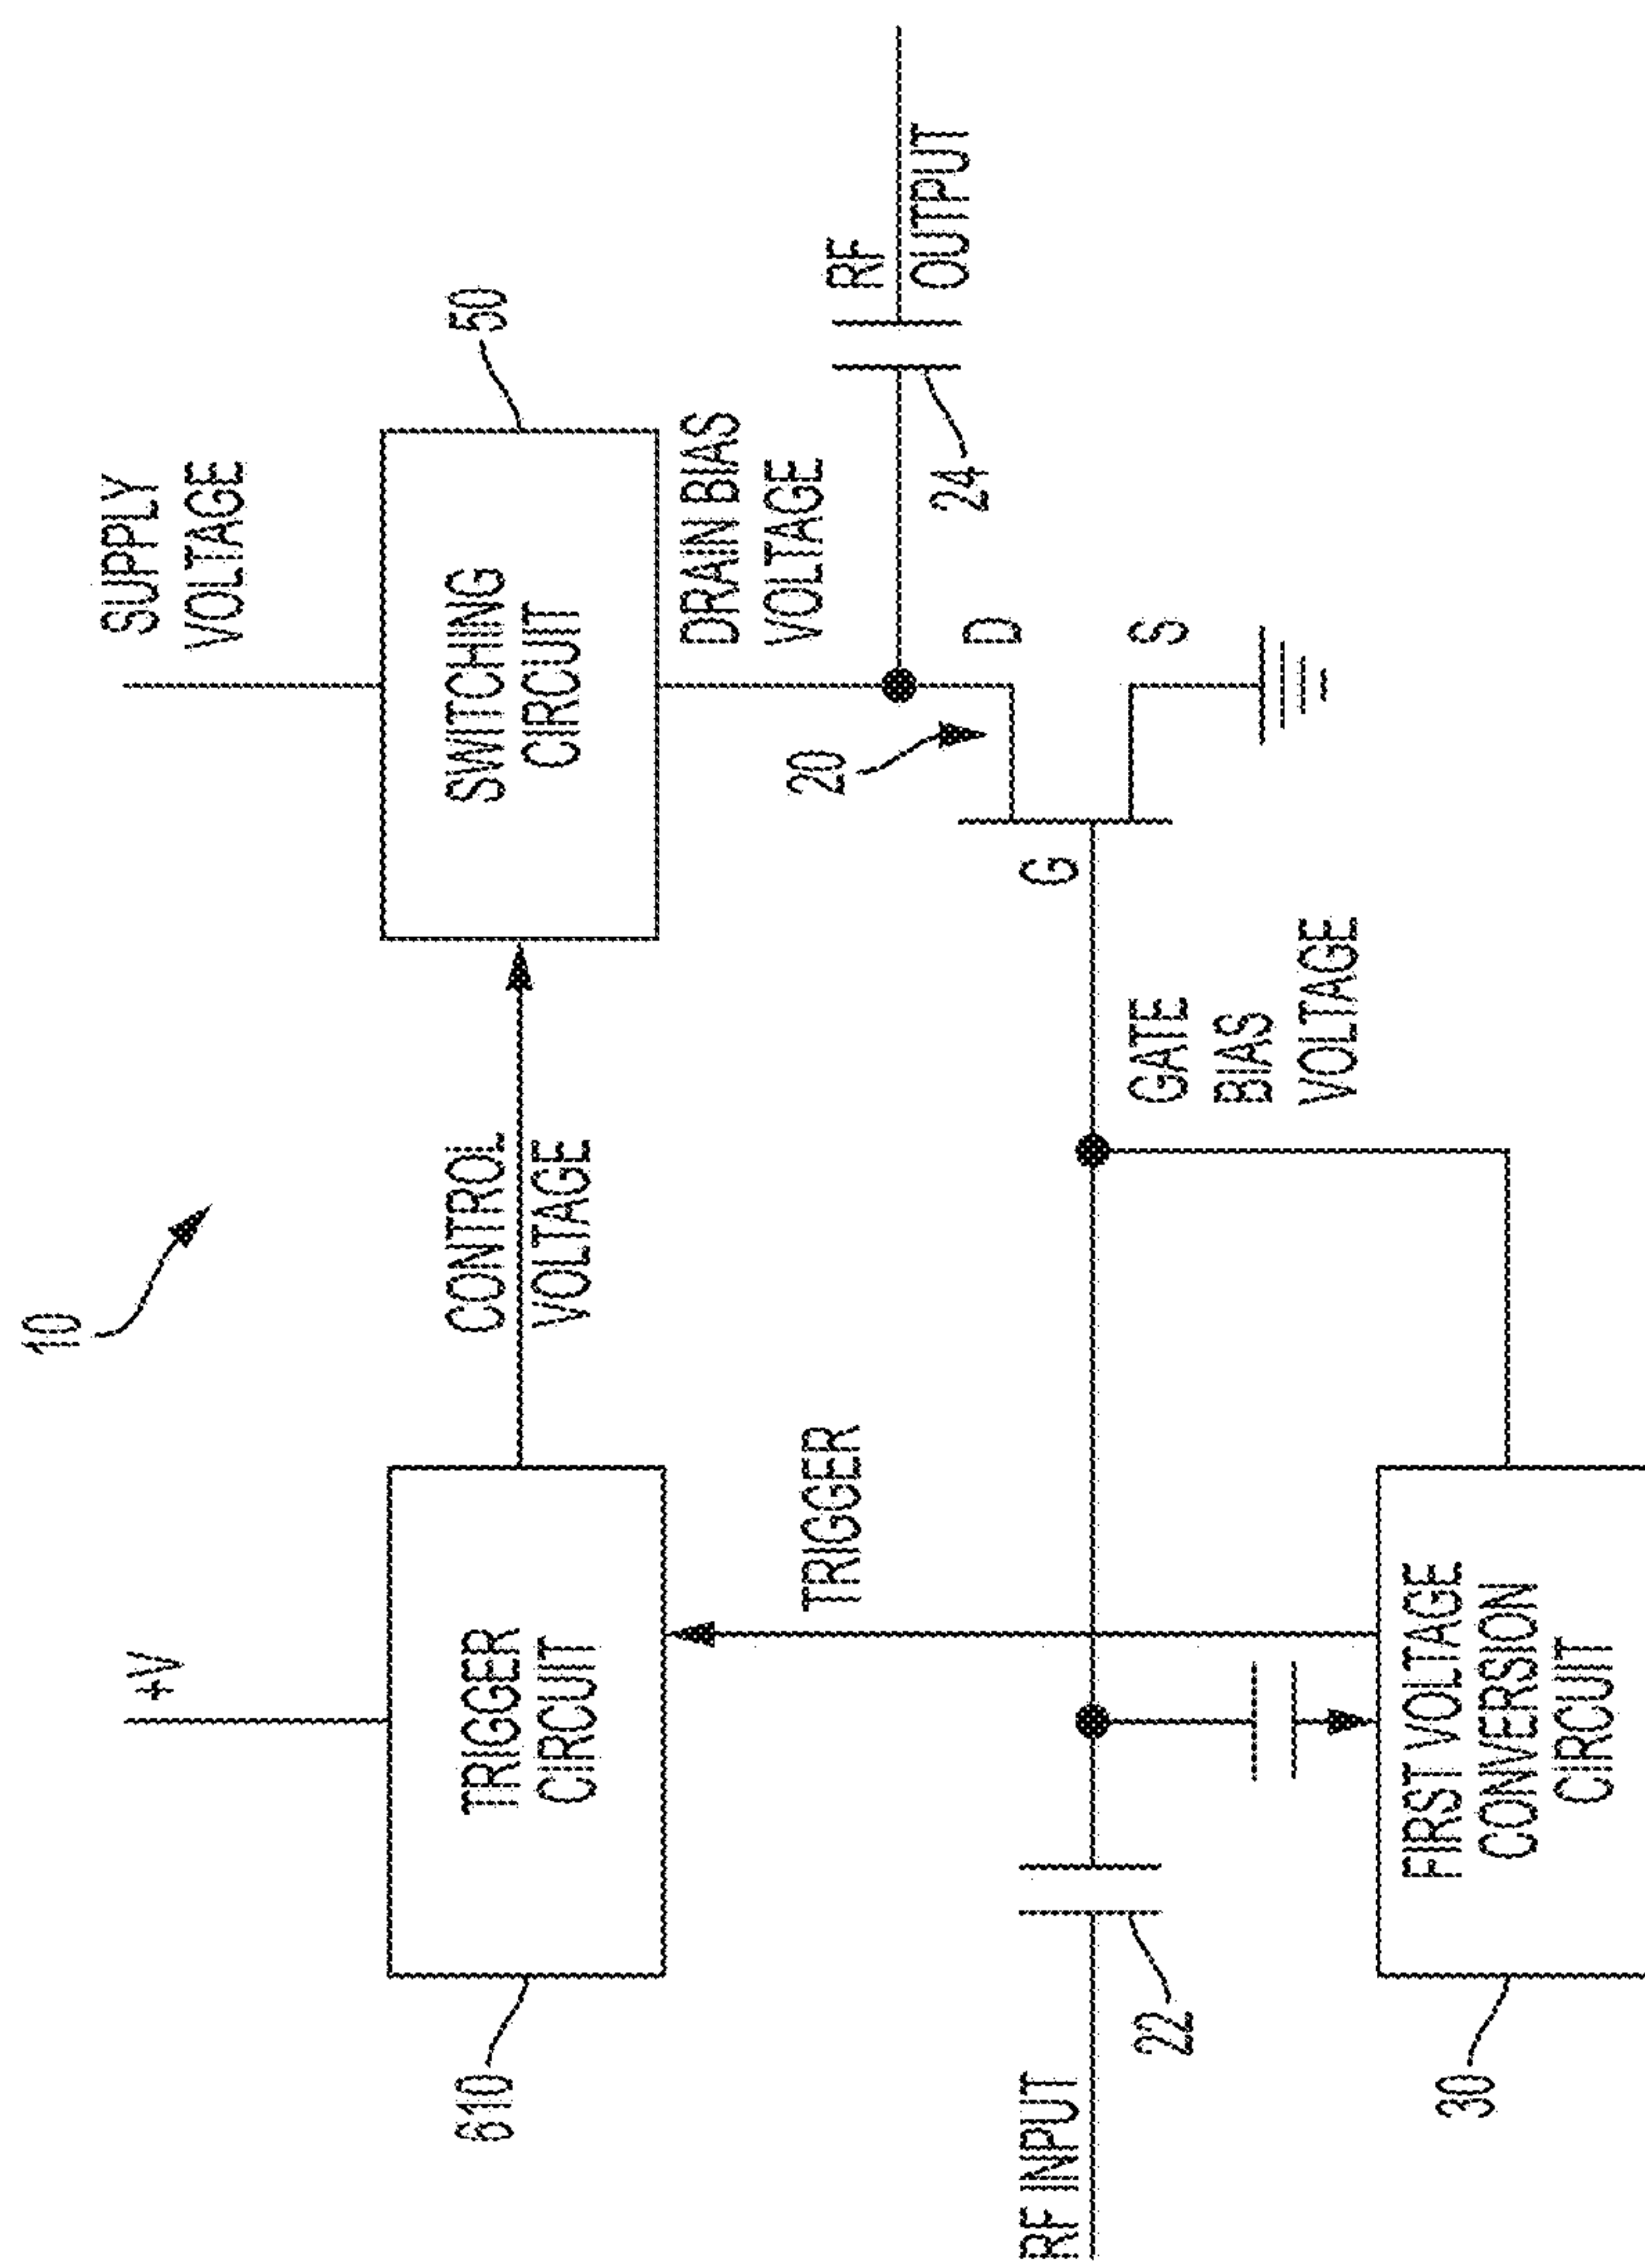 10
+V
SUPPLY
VOLTAGE
610
TRIGGER
CIRCUIT
CONTROL
VOLTAGE
SWITCHING
CIRCUIT
50
DRAIN BIAS
VOLTAGE
TRIGGER
20
RF
OUTPUT
24
D
S
G
RF INPUT
22
GATE
BIAS
VOLTAGE
30
FIRST VOLTAGE
CONVERSION
CIRCUIT